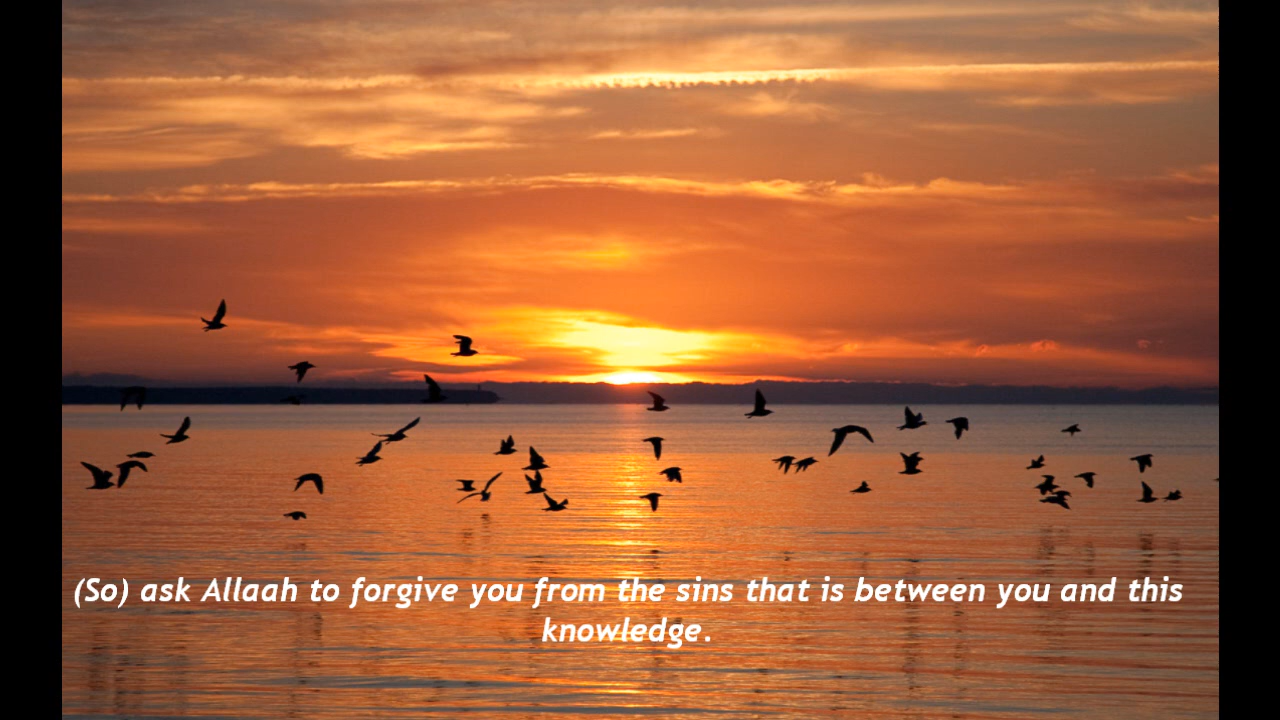 (So) ask Allaah to forgive you from the sins that is between you and this
knowledge.